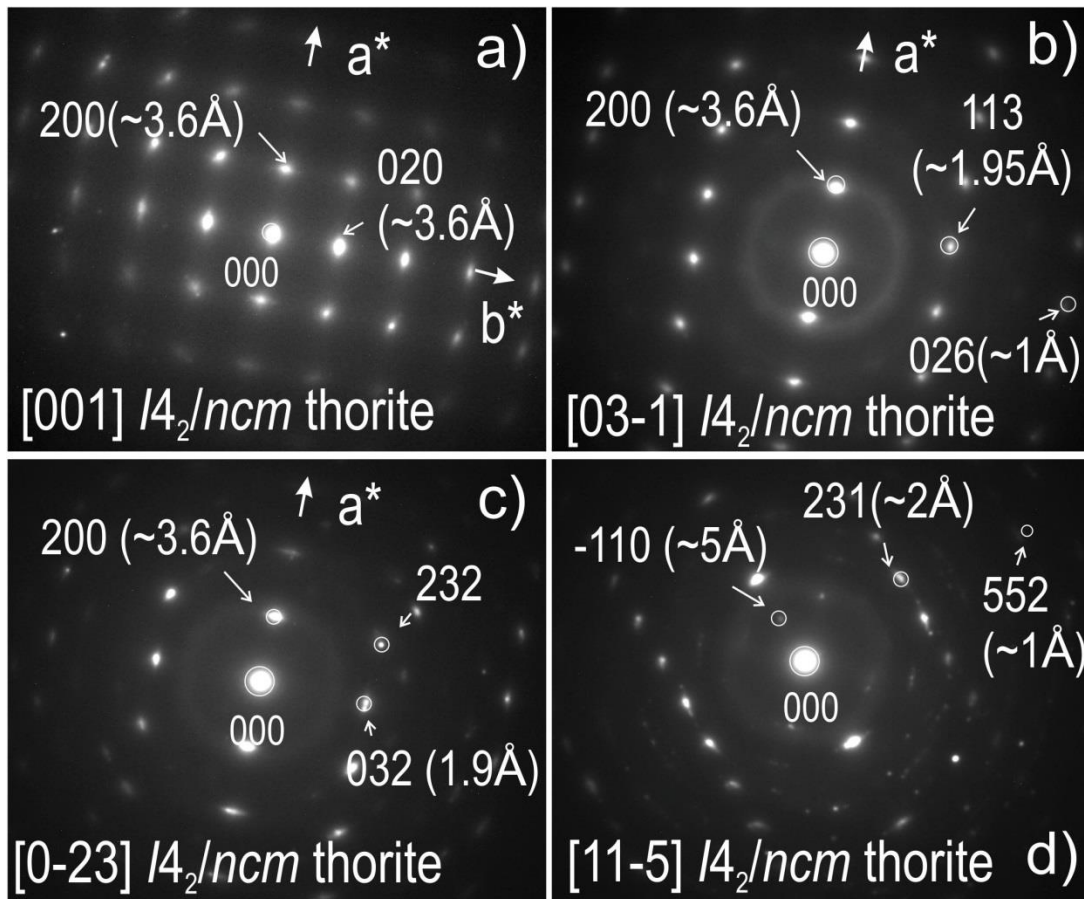 a)
a*
200(~3.6Å)
020
(~3.6Å)
000
b*
[001] I4₂/ncm thorite
b)
a*
200 (~3.6Å)
113
(~1.95Å)
000
026(~1Å)
[03-1] I4₂/ncm thorite
c)
a*
200 (~3.6Å)
232
000
032 (1.9Å)
[0-23] I4₂/ncm thorite
231(~2Å)
-110 (~5Å)
552
(~1Å)
000
[11-5] I4₂/ncm thorite
d)